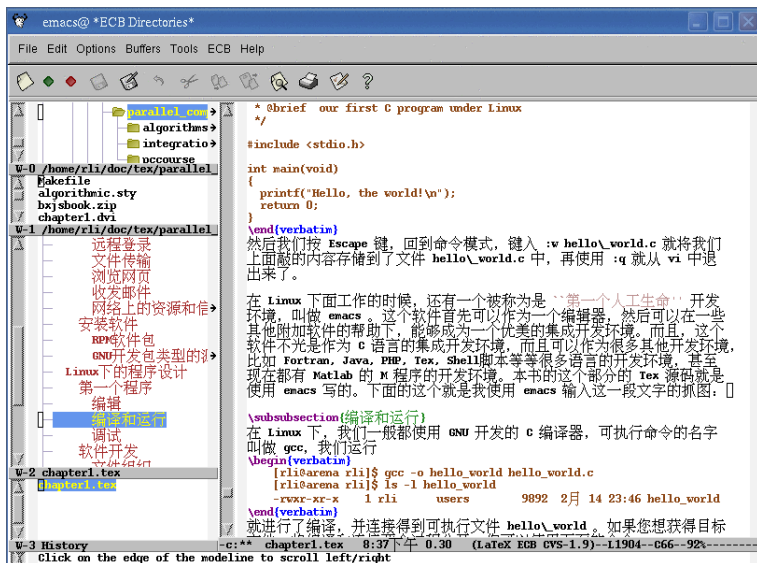 emacs@ *ECB Directories*
File Edit Options Buffers Tools ECB Help
parallel_com
algorithms
integratio
pccourse
W-0 /home/rli/doc/tex/parallel_
Makefile
algorithmic.sty
bxjsbook.zip
chapter1.dvi
W-1 /home/rli/doc/tex/parallel_
远程登录
文件传输
浏览网页
收发邮件
网络上的资源和信
安装软件
RPM软件包
GNU开发包类型的
Linux下的程序设计
第一个程序
编辑
编译和运行
调试
软件开发
文件组织
W-2 chapter1.tex
chapter1.tex
W-3 History
* @brief our first C program under Linux
*/
#include <stdio.h>
int main(void)
{
printf("Hello, the world!\n");
return 0;
}
\end{verbatim}
然后我们按 Escape 键，回到命令模式，键入 :w hello\_world.c 就将我们
上面敲的内容存储到了文件 hello\_world.c 中，再使用 :q 就从 vi 中退
出来了。
在 Linux 下面工作的时候，还有一个被称为是 ``第一个人工生命'' 开发
环境，叫做 emacs 。这个软件首先可以作为一个编辑器，然后可以在一些
其他附加软件的帮助下，能够成为一个优美的集成开发环境。而且，这个
软件不光是作为 C 语言的集成开发环境，而且可以作为很多其他开发环境，
比如 Fortran, Java, PHP, Tex, Shell脚本等等很多语言的开发环境，甚至
现在都有 Matlab 的 M 程序的开发环境。本书的这个部分的 Tex 源码就是
使用 emacs 写的。下面的这个就是我使用 emacs 输入这一段文字的抓图：
\subsubsection{编译和运行}
在 Linux 下，我们一般都使用 GNU 开发的 C 编译器，可执行命令的名字
叫做 gcc，我们运行
\begin{verbatim}
[rli@arena rli]$ gcc -o hello_world hello_world.c
[rli@arena rli]$ ls -l hello_world
-rwxr-xr-x 1 rli users 9892 2月 14 23:46 hello_world
\end{verbatim}
就进行了编译，并连接得到可执行文件 hello\_world 。如果您想获得目标
-c:** chapter1.tex 8:37下午 0.30 (LaTeX ECB CVS-1.9)--L1904--C66--92%--------
Click on the edge of the modeline to scroll left/right